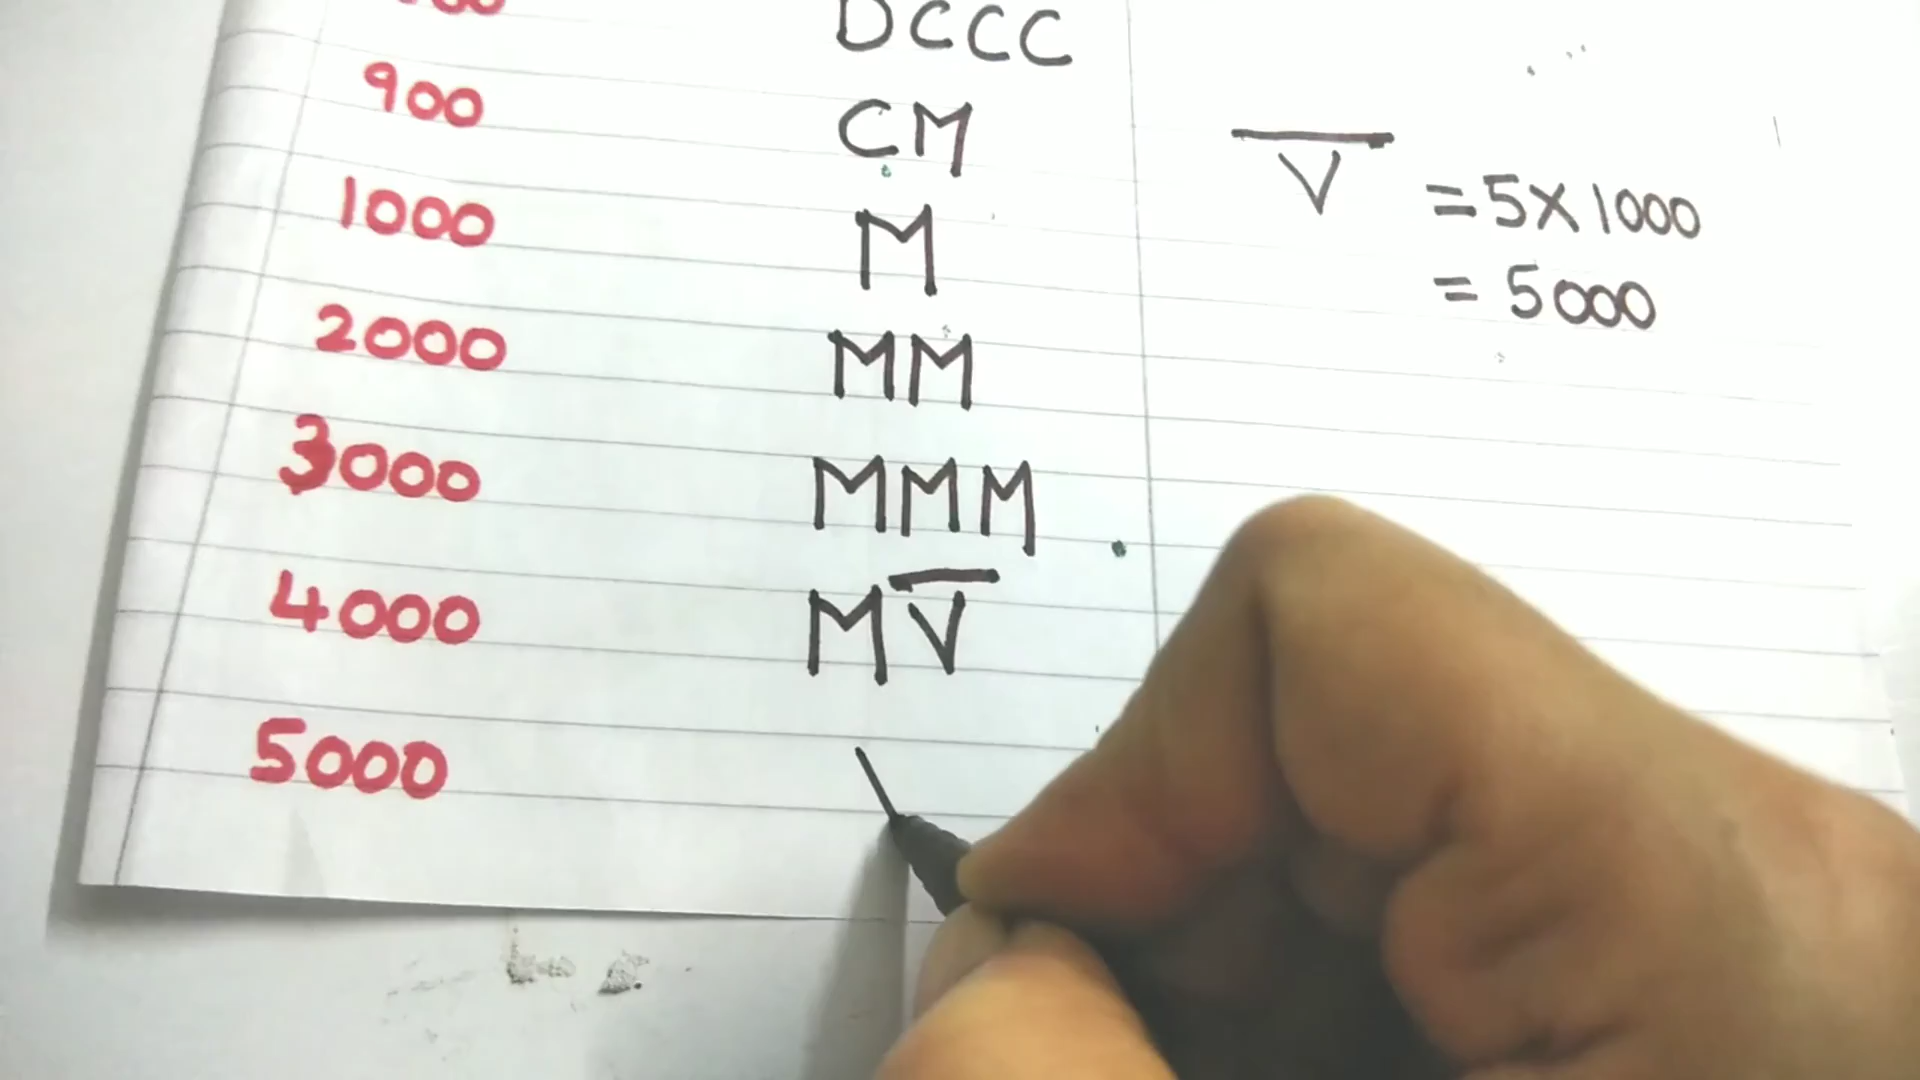 DCCC
900 CM
1000 M
2000 MM
3000 MMM
4000 MV̅
5000
V̅ = 5X1000
= 5000